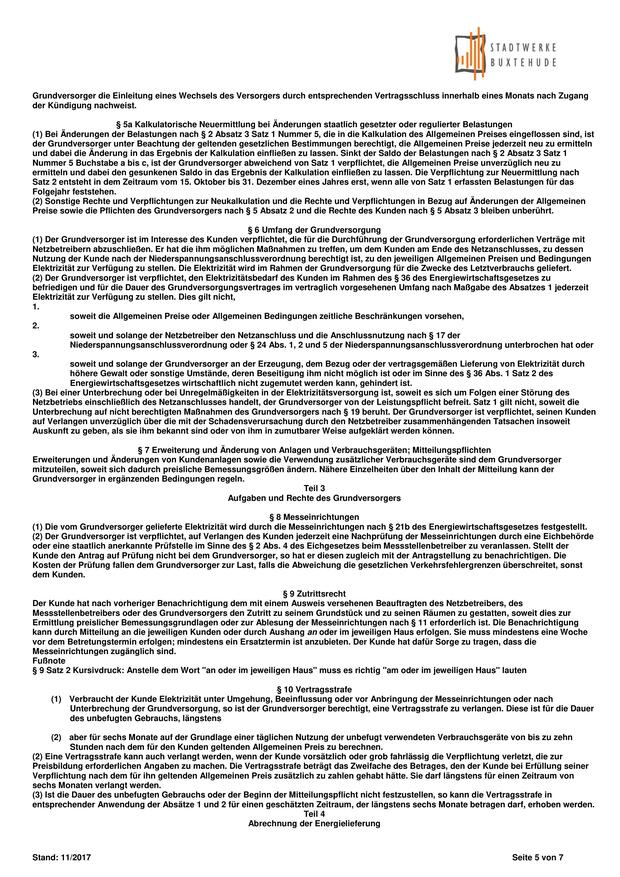 STADTWERKE
BUXTEHUDE
Grundversorger die Einleitung eines Wechsels des Versorgers durch entsprechenden Vertragsschluss innerhalb eines Monats nach Zugang
der Kündigung nachweist.
§ 5a Kalkulatorische Neuermittlung bei Änderungen staatlich gesetzter oder regulierter Belastungen
(1) Bei Änderungen der Belastungen nach § 2 Absatz 3 Satz 1 Nummer 5, die in die Kalkulation des Allgemeinen Preises eingeflossen sind, ist
der Grundversorger unter Beachtung der geltenden gesetzlichen Bestimmungen berechtigt, die Allgemeinen Preise jederzeit neu zu ermitteln
und dabei die Änderung in das Ergebnis der Kalkulation einfließen zu lassen. Sinkt der Saldo der Belastungen nach § 2 Absatz 3 Satz 1
Nummer 5 Buchstabe a bis c, ist der Grundversorger abweichend von Satz 1 verpflichtet, die Allgemeinen Preise unverzüglich neu zu
ermitteln und dabei den gesunkenen Saldo in das Ergebnis der Kalkulation einfließen zu lassen. Die Verpflichtung zur Neuermittlung nach
Satz 2 entsteht in dem Zeitraum vom 15. Oktober bis 31. Dezember eines Jahres erst, wenn alle von Satz 1 erfassten Belastungen für das
Folgejahr feststehen.
(2) Sonstige Rechte und Verpflichtungen zur Neukalkulation und die Rechte und Verpflichtungen in Bezug auf Änderungen der Allgemeinen
Preise sowie die Pflichten des Grundversorgers nach § 5 Absatz 2 und die Rechte des Kunden nach § 5 Absatz 3 bleiben unberührt.
§ 6 Umfang der Grundversorgung
(1) Der Grundversorger ist im Interesse des Kunden verpflichtet, die für die Durchführung der Grundversorgung erforderlichen Verträge mit
Netzbetreibern abzuschließen. Er hat die ihm möglichen Maßnahmen zu treffen, um dem Kunden am Ende des Netzanschlusses, zu dessen
Nutzung der Kunde nach der Niederspannungsanschlussverordnung berechtigt ist, zu den jeweiligen Allgemeinen Preisen und Bedingungen
Elektrizität zur Verfügung zu stellen. Die Elektrizität wird im Rahmen der Grundversorgung für die Zwecke des Letztverbrauchs geliefert.
(2) Der Grundversorger ist verpflichtet, den Elektrizitätsbedarf des Kunden im Rahmen des § 36 des Energiewirtschaftsgesetzes zu
befriedigen und für die Dauer des Grundversorgungsvertrages im vertraglich vorgesehenen Umfang nach Maßgabe des Absatzes 1 jederzeit
Elektrizität zur Verfügung zu stellen. Dies gilt nicht,
1.
soweit die Allgemeinen Preise oder Allgemeinen Bedingungen zeitliche Beschränkungen vorsehen,
2.
soweit und solange der Netzbetreiber den Netzanschluss und die Anschlussnutzung nach § 17 der
Niederspannungsanschlussverordnung oder § 24 Abs. 1, 2 und 5 der Niederspannungsanschlussverordnung unterbrochen hat oder
3.
soweit und solange der Grundversorger an der Erzeugung, dem Bezug oder der vertragsgemäßen Lieferung von Elektrizität durch
höhere Gewalt oder sonstige Umstände, deren Beseitigung ihm nicht möglich ist oder im Sinne des § 36 Abs. 1 Satz 2 des
Energiewirtschaftsgesetzes wirtschaftlich nicht zugemutet werden kann, gehindert ist.
(3) Bei einer Unterbrechung oder bei Unregelmäßigkeiten in der Elektrizitätsversorgung ist, soweit es sich um Folgen einer Störung des
Netzbetriebs einschließlich des Netzanschlusses handelt, der Grundversorger von der Leistungspflicht befreit. Satz 1 gilt nicht, soweit die
Unterbrechung auf nicht berechtigten Maßnahmen des Grundversorgers nach § 19 beruht. Der Grundversorger ist verpflichtet, seinen Kunden
auf Verlangen unverzüglich über die mit der Schadensverursachung durch den Netzbetreiber zusammenhängenden Tatsachen insoweit
Auskunft zu geben, als sie ihm bekannt sind oder von ihm in zumutbarer Weise aufgeklärt werden können.
§ 7 Erweiterung und Änderung von Anlagen und Verbrauchsgeräten; Mitteilungspflichten
Erweiterungen und Änderungen von Kundenanlagen sowie die Verwendung zusätzlicher Verbrauchsgeräte sind dem Grundversorger
mitzuteilen, soweit sich dadurch preisliche Bemessungsgrößen ändern. Nähere Einzelheiten über den Inhalt der Mitteilung kann der
Grundversorger in ergänzenden Bedingungen regeln.
Teil 3
Aufgaben und Rechte des Grundversorgers
§ 8 Messeinrichtungen
(1) Die vom Grundversorger gelieferte Elektrizität wird durch die Messeinrichtungen nach § 21b des Energiewirtschaftsgesetzes festgestellt.
(2) Der Grundversorger ist verpflichtet, auf Verlangen des Kunden jederzeit eine Nachprüfung der Messeinrichtungen durch eine Eichbehörde
oder eine staatlich anerkannte Prüfstelle im Sinne des § 2 Abs. 4 des Eichgesetzes beim Messstellenbetreiber zu veranlassen. Stellt der
Kunde den Antrag auf Prüfung nicht bei dem Grundversorger, so hat er diesen zugleich mit der Antragstellung zu benachrichtigen. Die
Kosten der Prüfung fallen dem Grundversorger zur Last, falls die Abweichung die gesetzlichen Verkehrsfehlergrenzen überschreitet, sonst
dem Kunden.
§ 9 Zutrittsrecht
Der Kunde hat nach vorheriger Benachrichtigung dem mit einem Ausweis versehenen Beauftragten des Netzbetreibers, des
Messstellenbetreibers oder des Grundversorgers den Zutritt zu seinem Grundstück und zu seinen Räumen zu gestatten, soweit dies zur
Ermittlung preislicher Bemessungsgrundlagen oder zur Ablesung der Messeinrichtungen nach § 11 erforderlich ist. Die Benachrichtigung
kann durch Mitteilung an die jeweiligen Kunden oder durch Aushang an oder im jeweiligen Haus erfolgen. Sie muss mindestens eine Woche
vor dem Betretungstermin erfolgen; mindestens ein Ersatztermin ist anzubieten. Der Kunde hat dafür Sorge zu tragen, dass die
Messeinrichtungen zugänglich sind.
Fußnote
§ 9 Satz 2 Kursivdruck: Anstelle dem Wort "an oder im jeweiligen Haus" muss es richtig "am oder im jeweiligen Haus" lauten
§ 10 Vertragsstrafe
(1) Verbraucht der Kunde Elektrizität unter Umgehung, Beeinflussung oder vor Anbringung der Messeinrichtungen oder nach
Unterbrechung der Grundversorgung, so ist der Grundversorger berechtigt, eine Vertragsstrafe zu verlangen. Diese ist für die Dauer
des unbefugten Gebrauchs, längstens
(2) aber für sechs Monate auf der Grundlage einer täglichen Nutzung der unbefugt verwendeten Verbrauchsgeräte von bis zu zehn
Stunden nach dem für den Kunden geltenden Allgemeinen Preis zu berechnen.
(2) Eine Vertragsstrafe kann auch verlangt werden, wenn der Kunde vorsätzlich oder grob fahrlässig die Verpflichtung verletzt, die zur
Preisbildung erforderlichen Angaben zu machen. Die Vertragsstrafe beträgt das Zweifache des Betrages, den der Kunde bei Erfüllung seiner
Verpflichtung nach dem für ihn geltenden Allgemeinen Preis zusätzlich zu zahlen gehabt hätte. Sie darf längstens für einen Zeitraum von
sechs Monaten verlangt werden.
(3) Ist die Dauer des unbefugten Gebrauchs oder der Beginn der Mitteilungspflicht nicht festzustellen, so kann die Vertragsstrafe in
entsprechender Anwendung der Absätze 1 und 2 für einen geschätzten Zeitraum, der längstens sechs Monate betragen darf, erhoben werden.
Teil 4
Abrechnung der Energielieferung
Stand: 11/2017
Seite 5 von 7